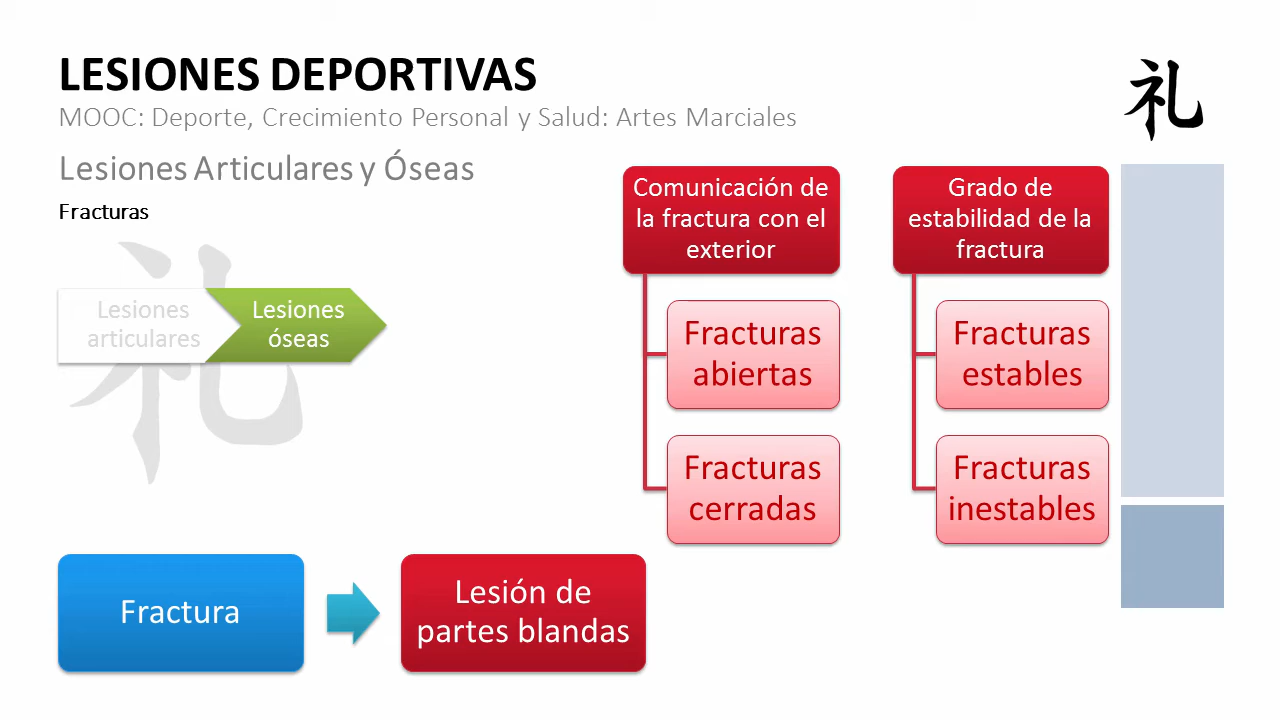 LESIONES DEPORTIVAS
MOOC: Deporte, Crecimiento Personal y Salud: Artes Marciales
礼
Lesiones Articulares y Óseas
Fracturas
礼
Lesiones
articulares
Lesiones
óseas
Comunicación de
la fractura con el
exterior
Fracturas
abiertas
Fracturas
cerradas
Grado de
estabilidad de la
fractura
Fracturas
estables
Fracturas
inestables
Fractura
Lesión de
partes blandas